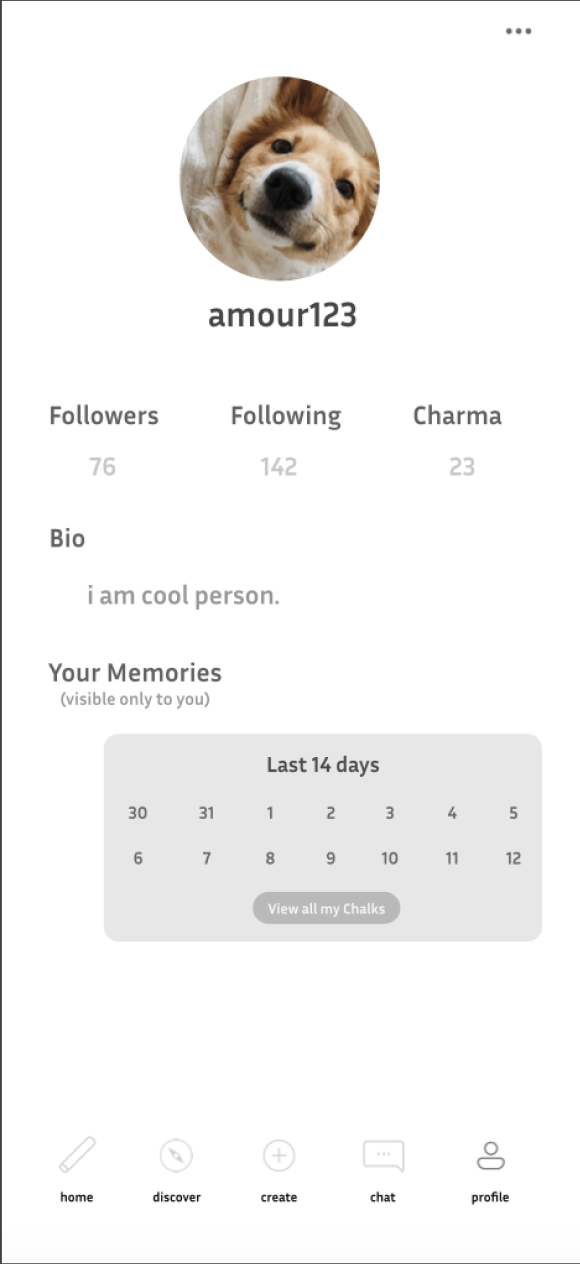 amour123
Followers Following Charma
76 142 23
Bio
i am cool person.
Your Memories
(visible only to you)
Last 14 days
30 31 1 2 3 4 5
6 7 8 9 10 11 12
View all my Chalks
home discover create chat profile